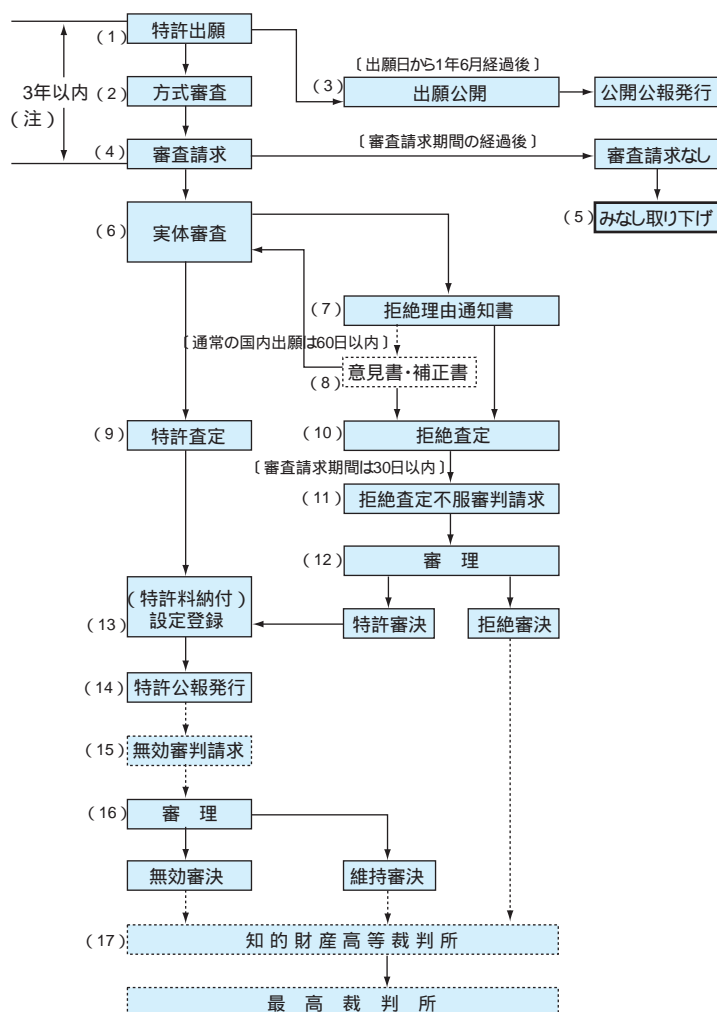 (1) 特許出願
〔出願日から1年6月経過後〕
3年以内
(注)
(2) 方式審査
(3) 出願公開
公開公報発行
〔審査請求期間の経過後〕
(4) 審査請求
審査請求なし
(5) みなし取り下げ
(6) 実体審査
(7) 拒絶理由通知書
〔通常の国内出願は60日以内〕
(8) 意見書・補正書
(9) 特許査定
(10) 拒絶査定
〔審査請求期間は30日以内〕
(11) 拒絶査定不服審判請求
(12) 審 理
(特許料納付)
(13) 設定登録
特許審決
拒絶審決
(14) 特許公報発行
(15) 無効審判請求
(16) 審 理
無効審決
維持審決
(17) 知的財産高等裁判所
最高裁判所